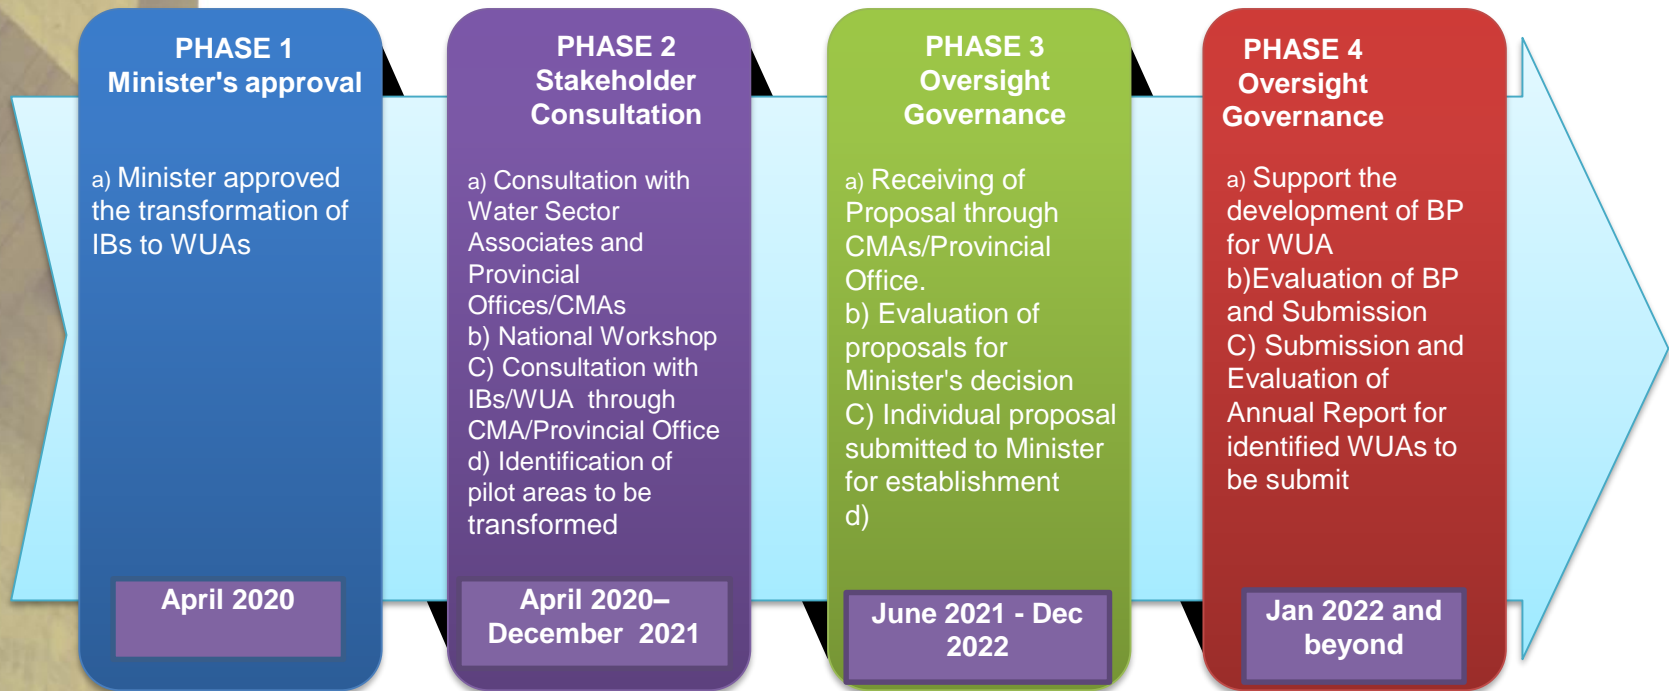 PHASE 1
Minister's approval
a) Minister approved
the transformation of
IBs to WUAs
April 2020
PHASE 2
Stakeholder
Consultation
a) Consultation with
Water Sector
Associates and
Provincial
Offices/CMAs
b) National Workshop
C) Consultation with
IBs/WUA through
CMA/Provincial Office
d) Identification of
pilot areas to be
transformed
April 2020–
December 2021
PHASE 3
Oversight
Governance
a) Receiving of
Proposal through
CMAs/Provincial
Office.
b) Evaluation of
proposals for
Minister's decision
C) Individual proposal
submitted to Minister
for establishment
d)
June 2021 - Dec
2022
PHASE 4
Oversight
Governance
a) Support the
development of BP
for WUA
b)Evaluation of BP
and Submission
C) Submission and
Evaluation of
Annual Report for
identified WUAs to
be submit
Jan 2022 and
beyond